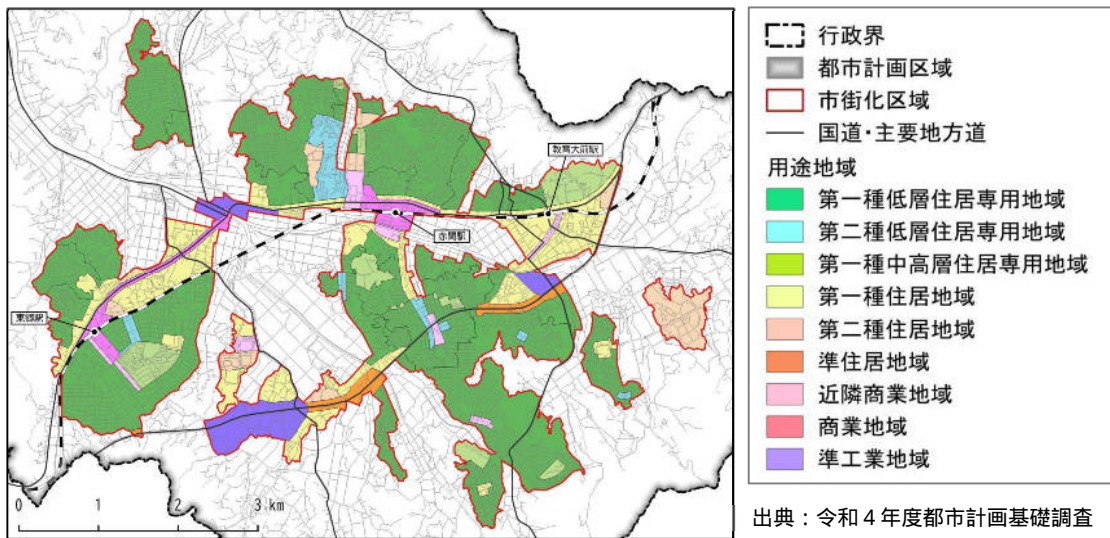 教育大前駅
赤間駅
東郷駅
0 1 2 3 km
行政界
都市計画区域
市街化区域
国道・主要地方道
用途地域
第一種低層住居専用地域
第二種低層住居専用地域
第一種中高層住居専用地域
第一種住居地域
第二種住居地域
準住居地域
近隣商業地域
商業地域
準工業地域
出典：令和４年度都市計画基礎調査